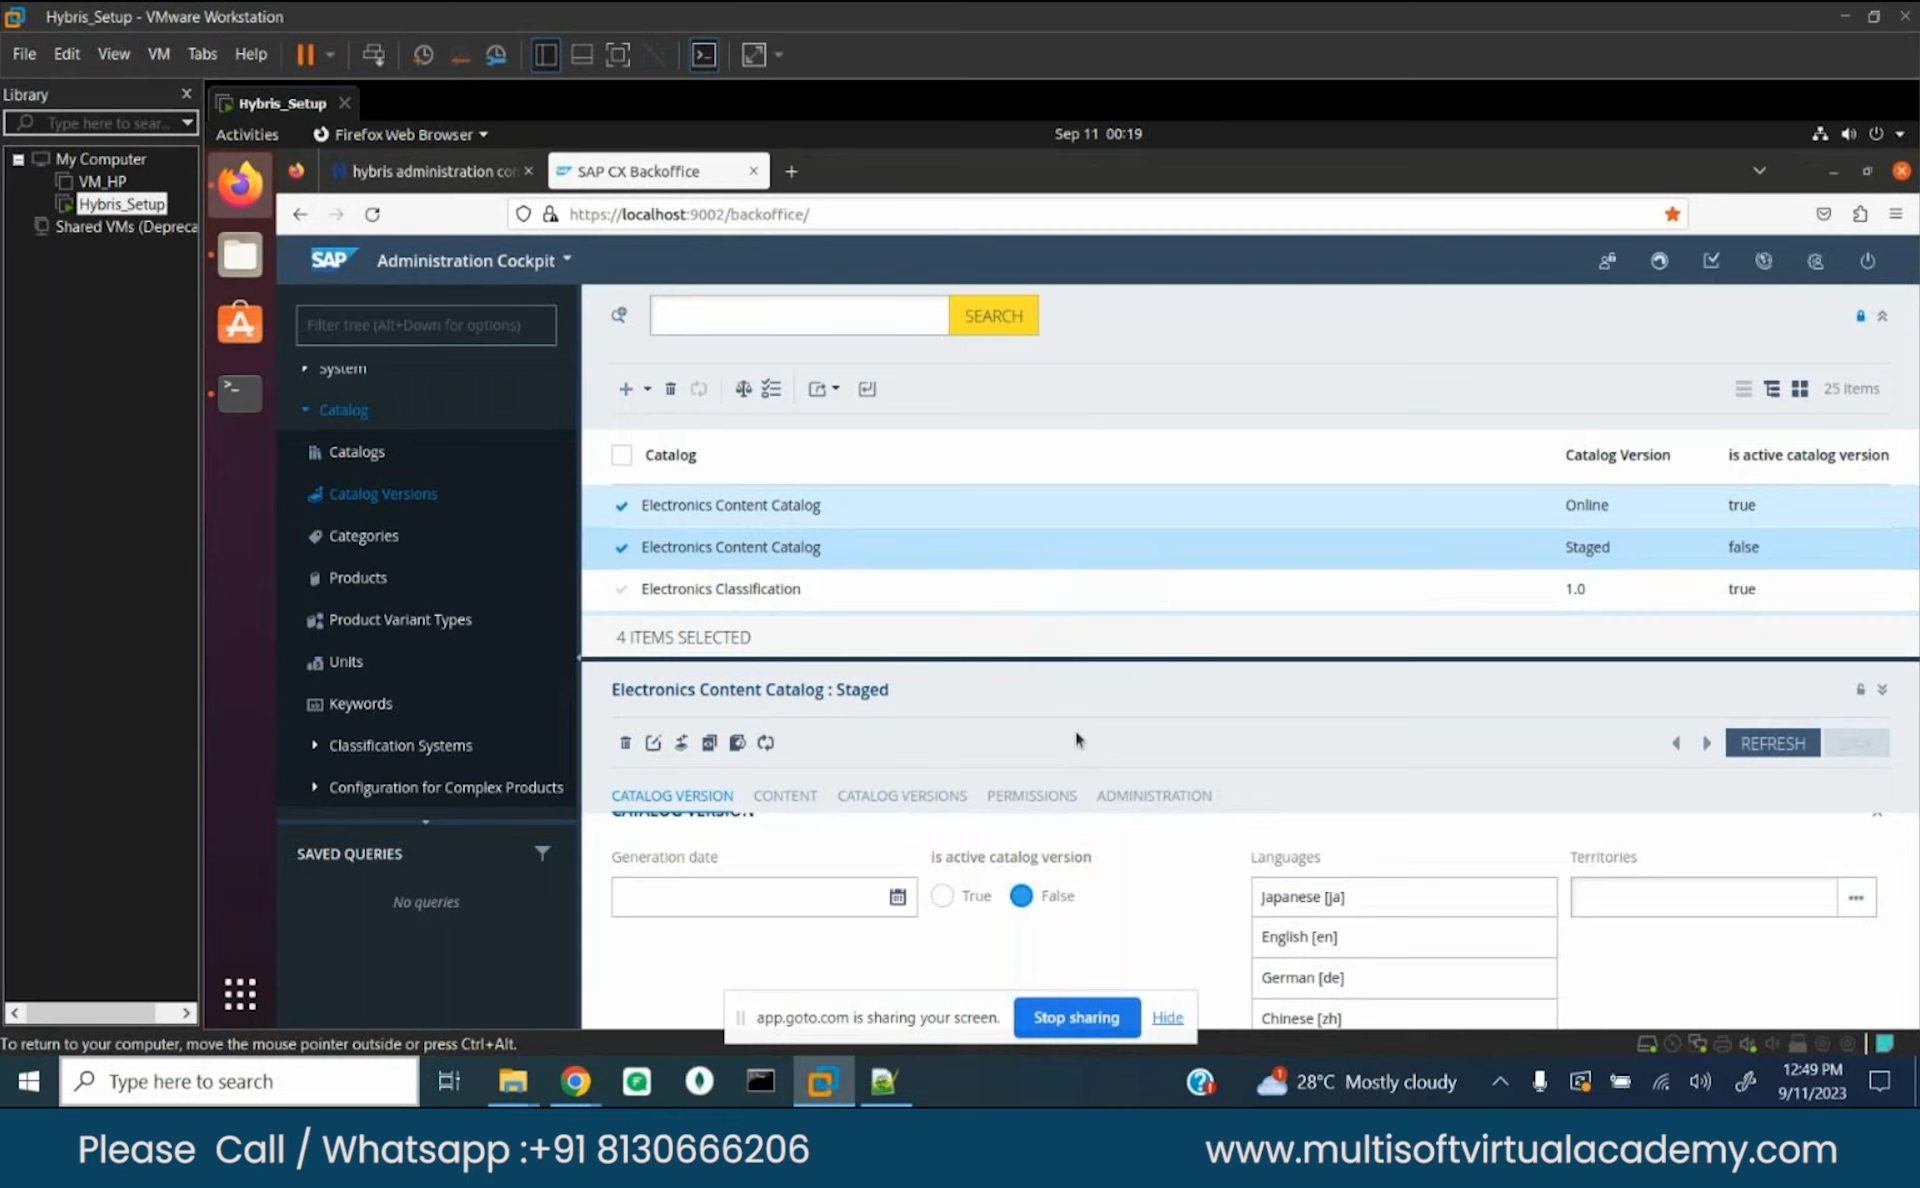 Hybris_Setup - VMware Workstation
File Edit View VM Tabs Help
Library
Type here to sear...
My Computer
VM_HP
Hybris_Setup
Shared VMs (Depreca
Hybris_Setup
Activities Firefox Web Browser Sep 11 00:19
hybris administration con SAP CX Backoffice
https://localhost:9002/backoffice/
SAP Administration Cockpit
Filter tree (Alt+Down for options)
System
Catalog
Catalogs
Catalog Versions
Categories
Products
Product Variant Types
Units
Keywords
Classification Systems
Configuration for Complex Products
SAVED QUERIES
No queries
SEARCH
25 items
Catalog Catalog Version is active catalog version
Electronics Content Catalog Online true
Electronics Content Catalog Staged false
Electronics Classification 1.0 true
4 ITEMS SELECTED
Electronics Content Catalog : Staged
REFRESH
CATALOG VERSION CONTENT CATALOG VERSIONS PERMISSIONS ADMINISTRATION
CATALOG VERSION
Generation date is active catalog version Languages Territories
True False
Japanese [ja]
English [en]
German [de]
Chinese [zh]
app.goto.com is sharing your screen. Stop sharing Hide
To return to your computer, move the mouse pointer outside or press Ctrl+Alt.
Type here to search
28°C Mostly cloudy
12:49 PM
9/11/2023
Please Call / Whatsapp :+91 8130666206
www.multisoftvirtualacademy.com